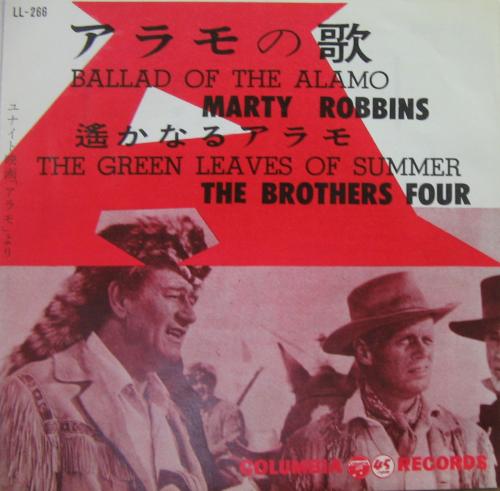 LL-266
アラモの歌
BALLAD OF THE ALAMO
MARTY ROBBINS
遙かなるアラモ
THE GREEN LEAVES OF SUMMER
THE BROTHERS FOUR
ユナイト映画「アラモ」より
COLUMBIA 45 RECORDS